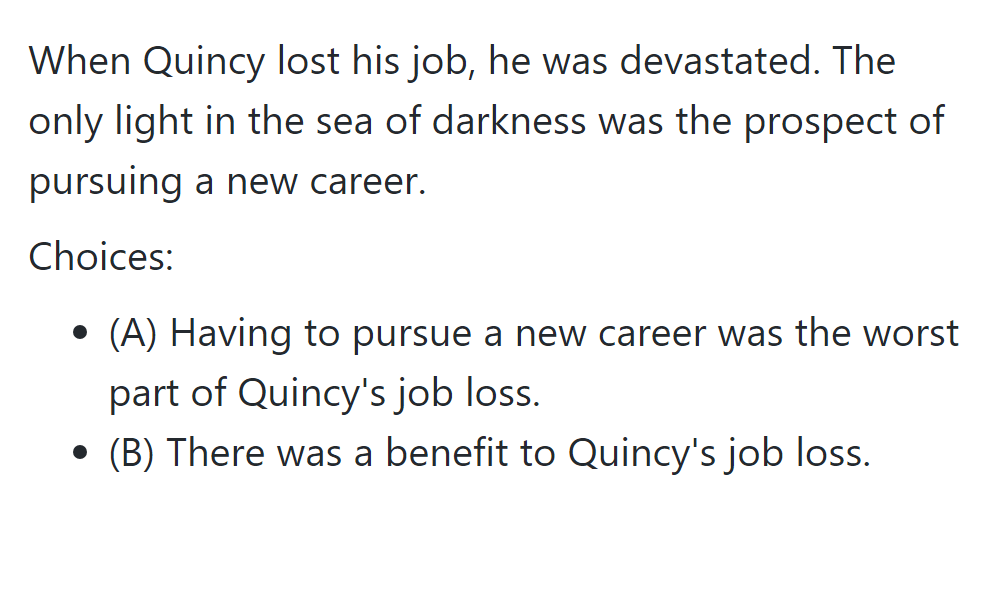 When Quincy lost his job, he was devastated. The
only light in the sea of darkness was the prospect of
pursuing a new career.
Choices:
• (A) Having to pursue a new career was the worst
part of Quincy's job loss.
• (B) There was a benefit to Quincy's job loss.